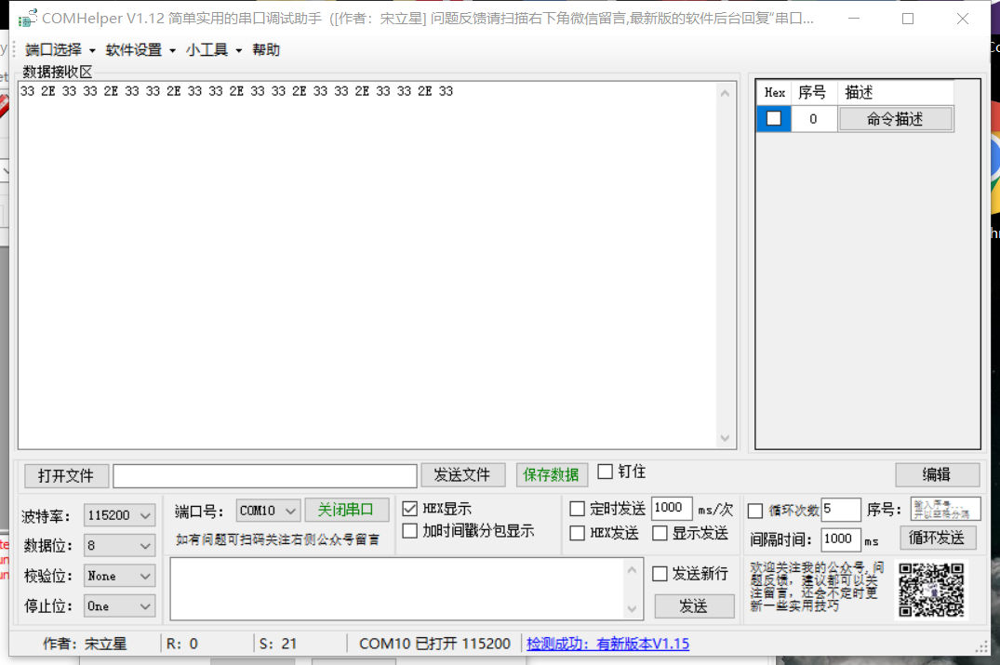 COMHelper V1.12 简单实用的串口调试助手 ([作者：宋立星] 问题反馈请扫描右下角微信留言,最新版的软件后台回复“串口...
端口选择 软件设置 小工具 帮助
数据接收区
33 2E 33 33 2E 33 33 2E 33 33 2E 33 33 2E 33 33 2E 33 33 2E 33
Hex 序号 描述
0 命令描述
打开文件 发送文件 保存数据 钉住 编辑
波特率： 115200 端口号： COM10 关闭串口 HEX显示 定时发送 1000 ms/次 循环次数 5 序号： 输入序号... 并以空格分隔
数据位： 8 如有问题可扫码关注右侧公众号留言 加时间戳分包显示 HEX发送 显示发送 间隔时间： 1000 ms 循环发送
校验位： None 发送新行
停止位： One 发送
欢迎关注我的公众号,问
题反馈，建议都可以关
注留言，还会不定时更
新一些实用技巧
作者：宋立星 R: 0 S: 21 COM10 已打开 115200 检测成功：有新版本V1.15